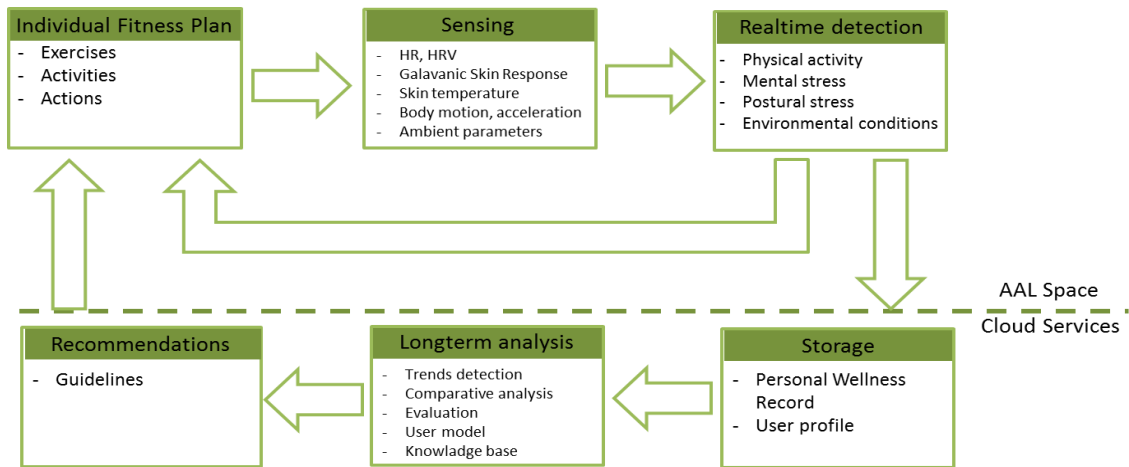 Individual Fitness Plan
- Exercises
- Activities
- Actions
Sensing
- HR, HRV
- Galavanic Skin Response
- Skin temperature
- Body motion, acceleration
- Ambient parameters
Realtime detection
- Physical activity
- Mental stress
- Postural stress
- Environmental conditions
AAL Space
Cloud Services
Recommendations
- Guidelines
Longterm analysis
- Trends detection
- Comparative analysis
- Evaluation
- User model
- Knowladge base
Storage
- Personal Wellness
Record
- User profile